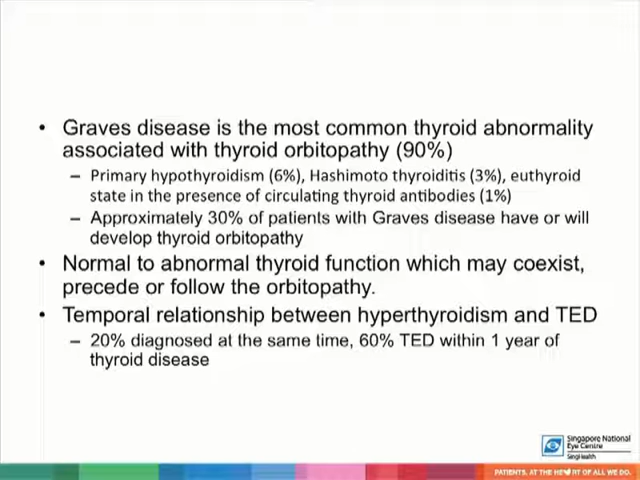 • Graves disease is the most common thyroid abnormality
associated with thyroid orbitopathy (90%)
– Primary hypothyroidism (6%), Hashimoto thyroiditis (3%), euthyroid
state in the presence of circulating thyroid antibodies (1%)
– Approximately 30% of patients with Graves disease have or will
develop thyroid orbitopathy
• Normal to abnormal thyroid function which may coexist,
precede or follow the orbitopathy.
• Temporal relationship between hyperthyroidism and TED
– 20% diagnosed at the same time, 60% TED within 1 year of
thyroid disease
Singapore National
Eye Centre
SingHealth
PATIENTS. AT THE HE♥RT OF ALL WE DO.